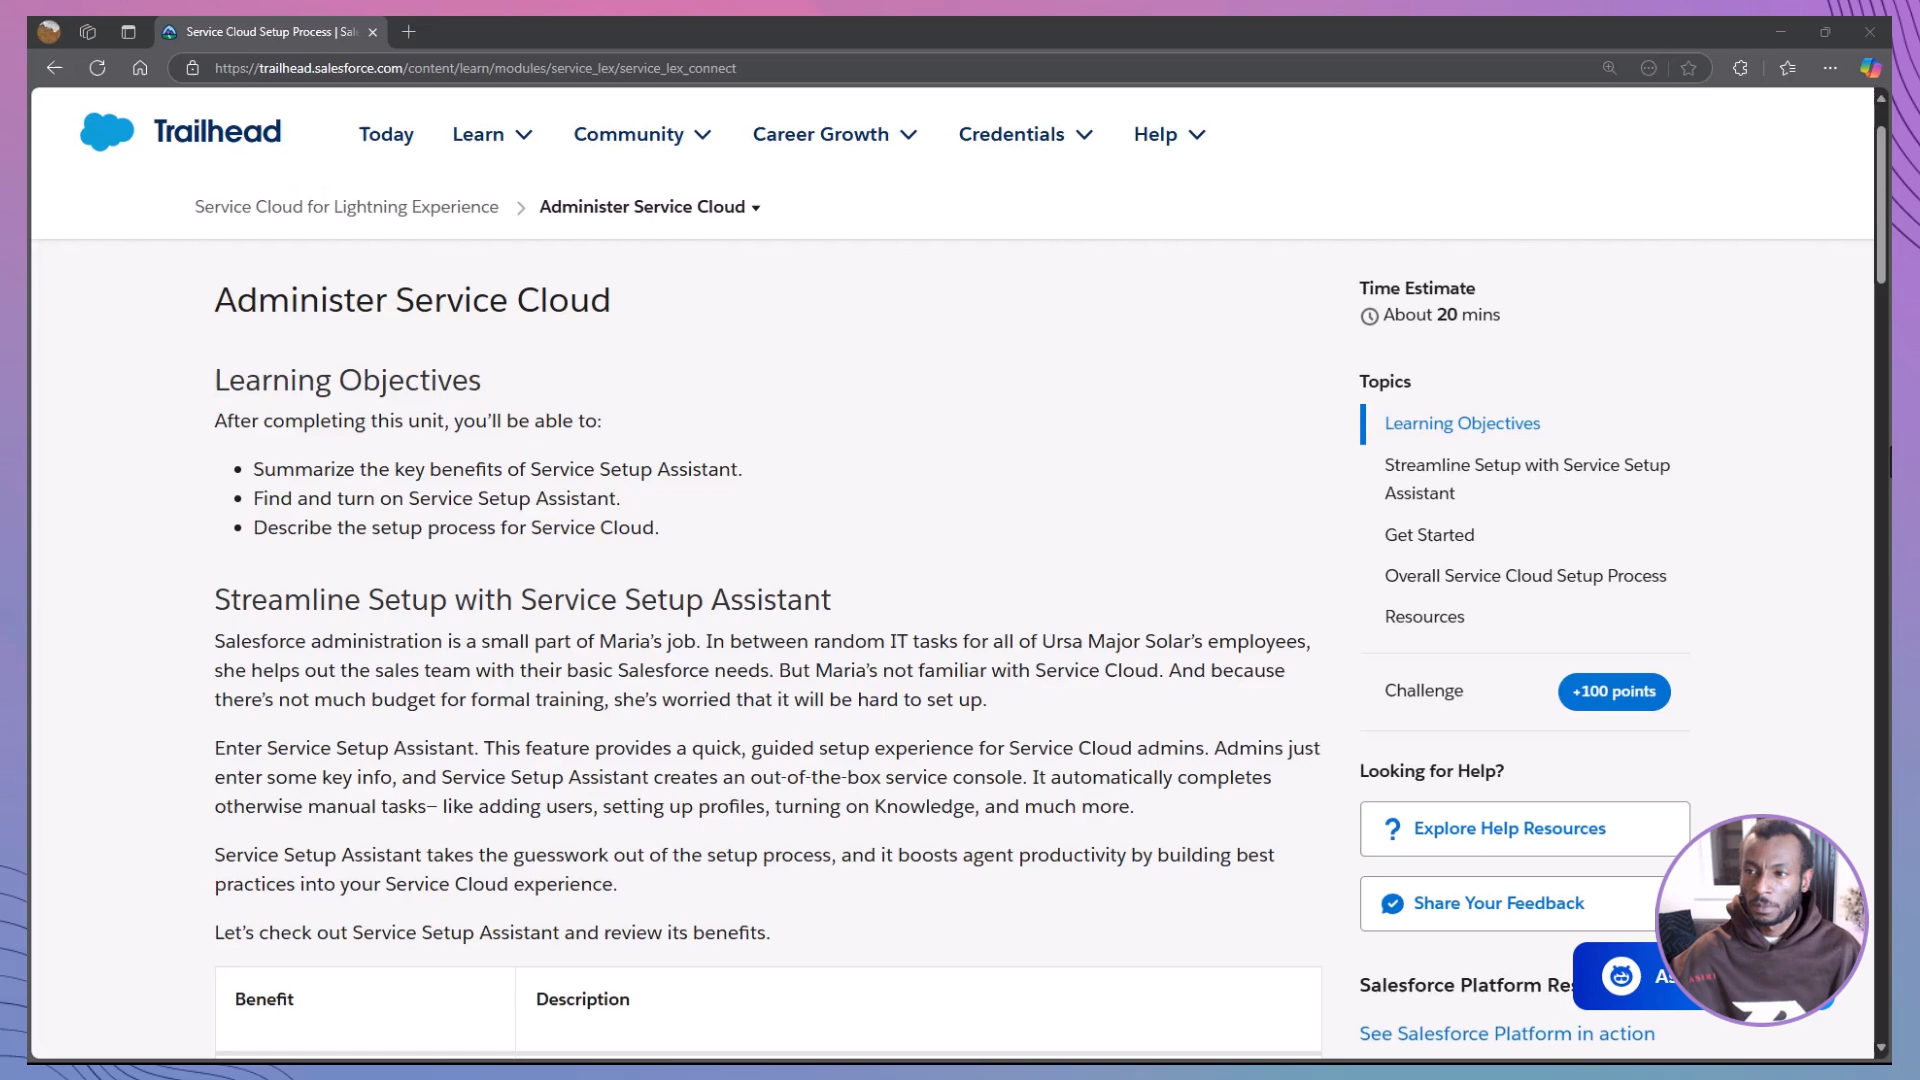 Service Cloud Setup Process | Sal
https://trailhead.salesforce.com/content/learn/modules/service_lex/service_lex_connect
Trailhead
Today
Learn
Community
Career Growth
Credentials
Help
Service Cloud for Lightning Experience
Administer Service Cloud
Administer Service Cloud
Learning Objectives
After completing this unit, you’ll be able to:
• Summarize the key benefits of Service Setup Assistant.
• Find and turn on Service Setup Assistant.
• Describe the setup process for Service Cloud.
Streamline Setup with Service Setup Assistant
Salesforce administration is a small part of Maria’s job. In between random IT tasks for all of Ursa Major Solar’s employees,
she helps out the sales team with their basic Salesforce needs. But Maria’s not familiar with Service Cloud. And because
there’s not much budget for formal training, she’s worried that it will be hard to set up.
Enter Service Setup Assistant. This feature provides a quick, guided setup experience for Service Cloud admins. Admins just
enter some key info, and Service Setup Assistant creates an out-of-the-box service console. It automatically completes
otherwise manual tasks– like adding users, setting up profiles, turning on Knowledge, and much more.
Service Setup Assistant takes the guesswork out of the setup process, and it boosts agent productivity by building best
practices into your Service Cloud experience.
Let’s check out Service Setup Assistant and review its benefits.
Benefit
Description
Time Estimate
About 20 mins
Topics
Learning Objectives
Streamline Setup with Service Setup
Assistant
Get Started
Overall Service Cloud Setup Process
Resources
Challenge
+100 points
Looking for Help?
Explore Help Resources
Share Your Feedback
Salesforce Platform Res
See Salesforce Platform in action